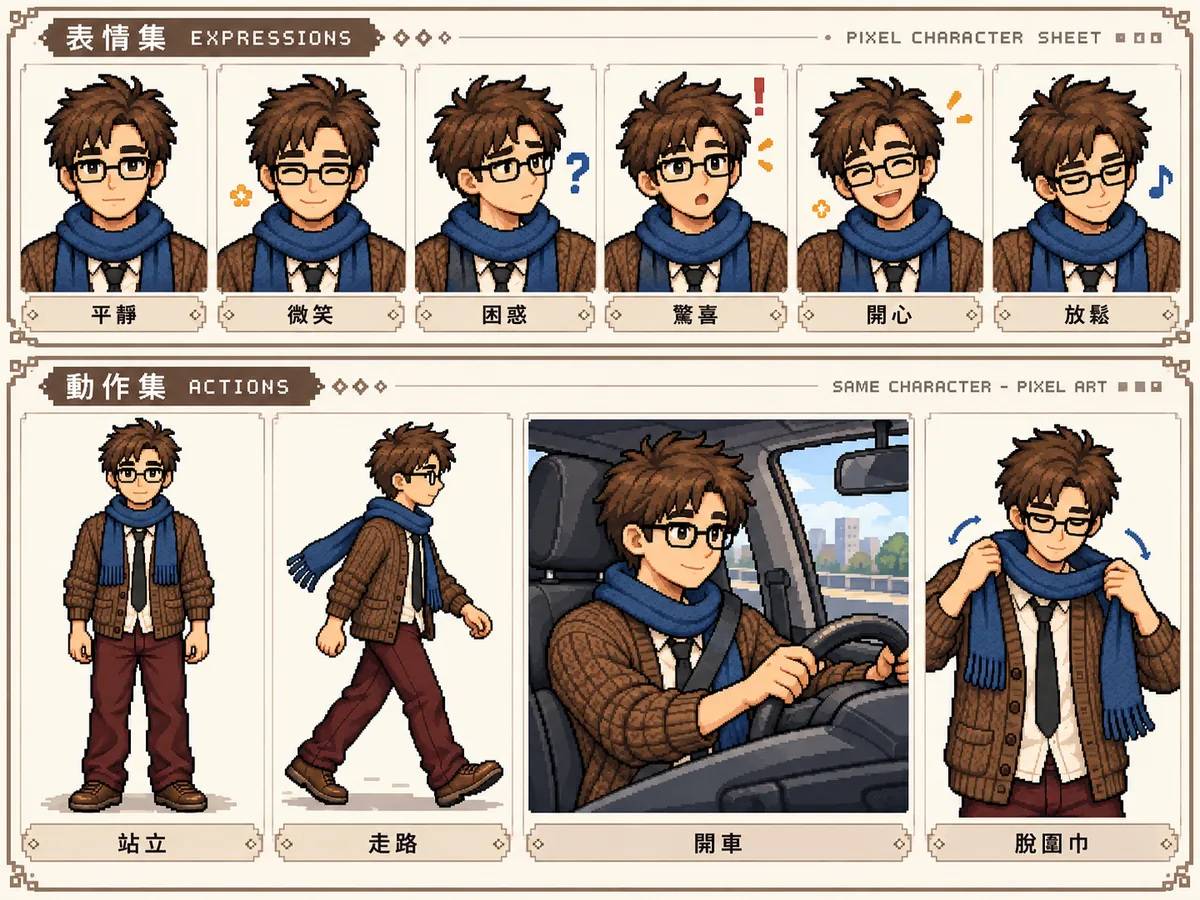 表情集 EXPRESSIONS
PIXEL CHARACTER SHEET
!
?
平靜
微笑
困惑
驚喜
開心
放鬆
動作集 ACTIONS
SAME CHARACTER - PIXEL ART
站立
走路
開車
脫圍巾